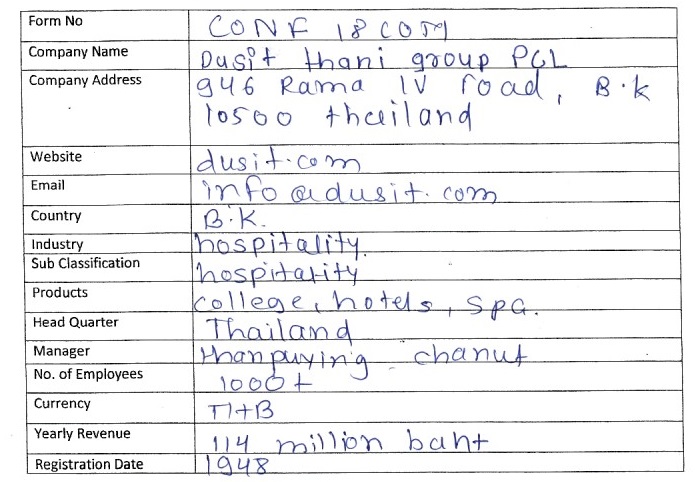 Form No CONF 18 COM
Company Name Dusit thani group PCL
Company Address 946 Rama IV road, B.k
10500 thailand
Website dusit.com
Email info@dusit.com
Country B.K.
Industry hospitality.
Sub Classification hospitality
Products college, hotels, spa.
Head Quarter Thailand
Manager thanpuying chanut
No. of Employees 1000+
Currency THB
Yearly Revenue 114 million baht
Registration Date 1948